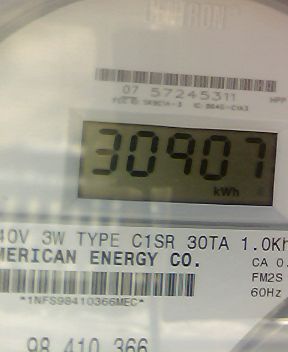 07 57245311
30907
kWh
40V 3W TYPE C1SR 30TA 1.0Kh
MERICAN ENERGY CO.
CA 0.
FM2S
60Hz
*1NFS98410366MEC*
98 410 366